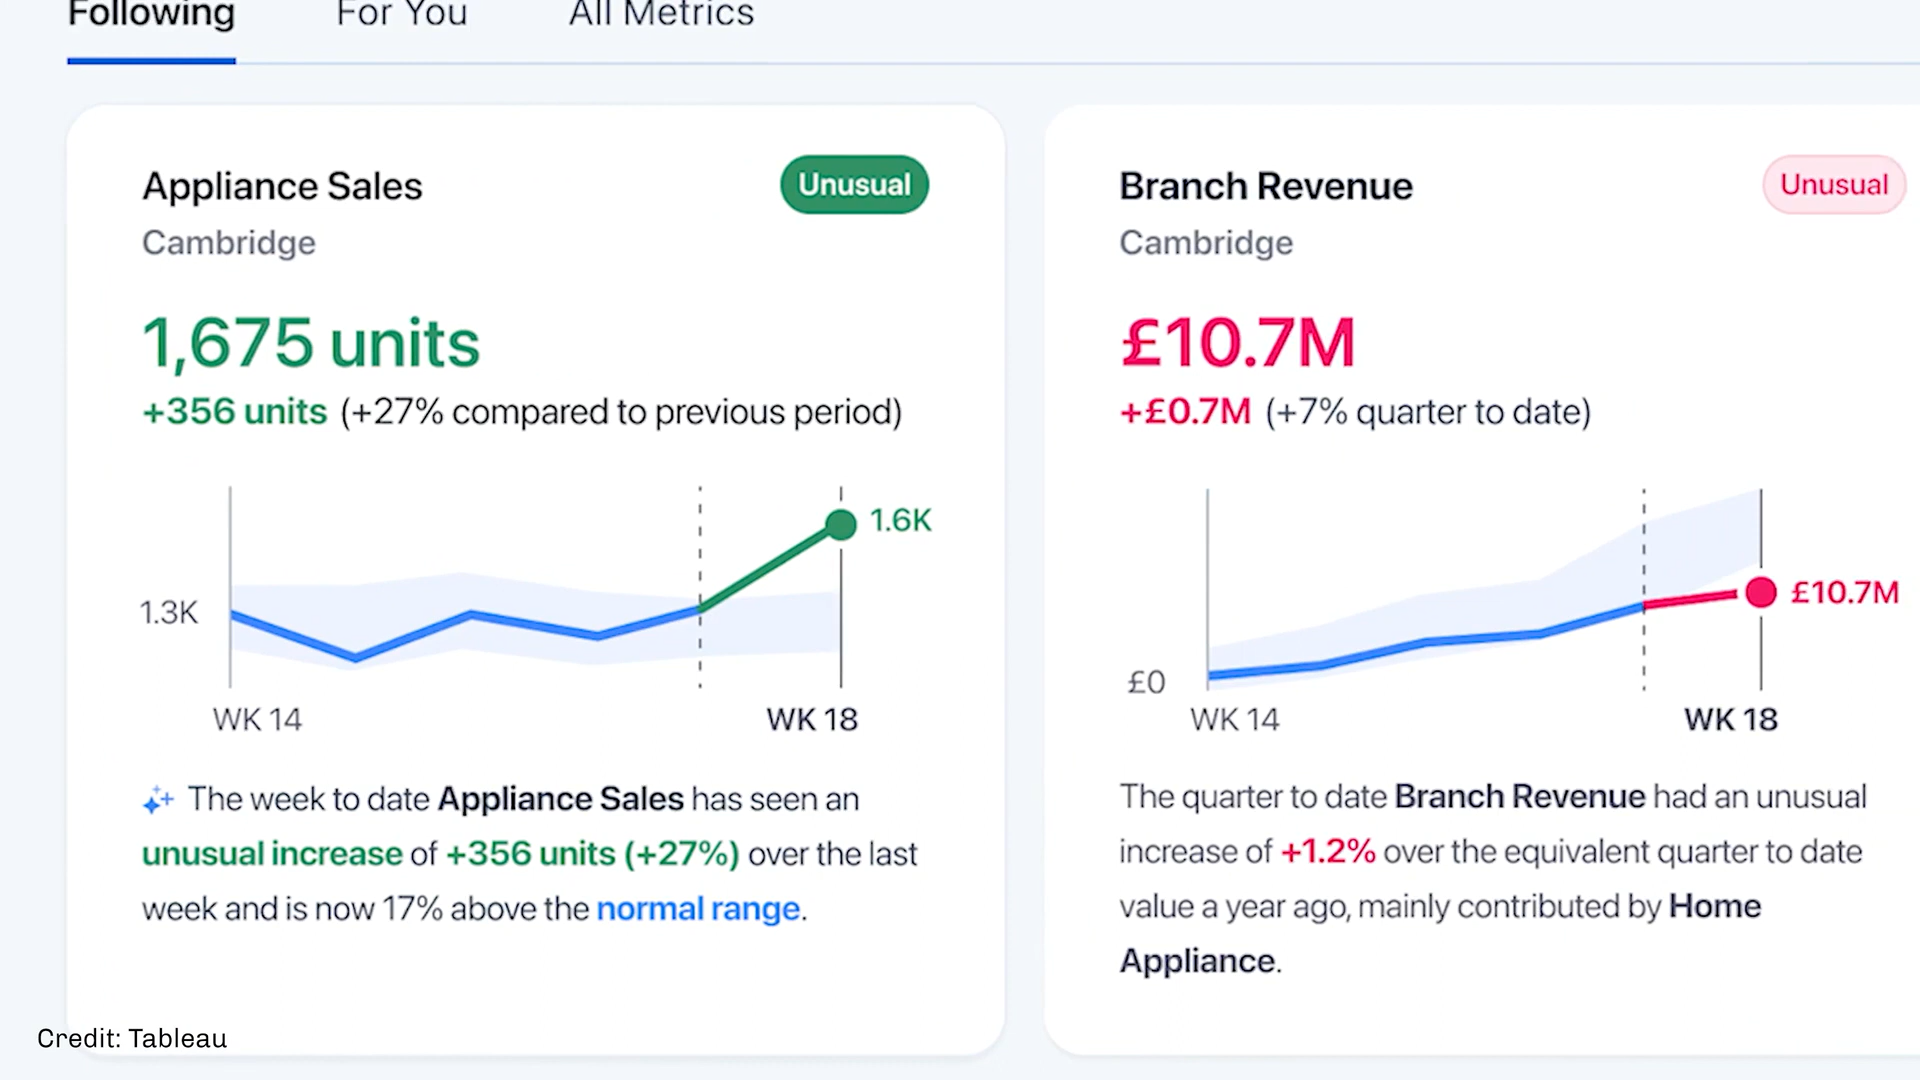 Following For You All Metrics
Appliance Sales
Unusual
Cambridge
1,675 units
+356 units (+27% compared to previous period)
1.6K
1.3K
WK 14
WK 18
The week to date Appliance Sales has seen an
unusual increase of +356 units (+27%) over the last
week and is now 17% above the normal range.
Branch Revenue
Unusual
Cambridge
£10.7M
+£0.7M (+7% quarter to date)
£10.7M
£0
WK 14
WK 18
The quarter to date Branch Revenue had an unusual
increase of +1.2% over the equivalent quarter to date
value a year ago, mainly contributed by Home
Appliance.
Credit: Tableau